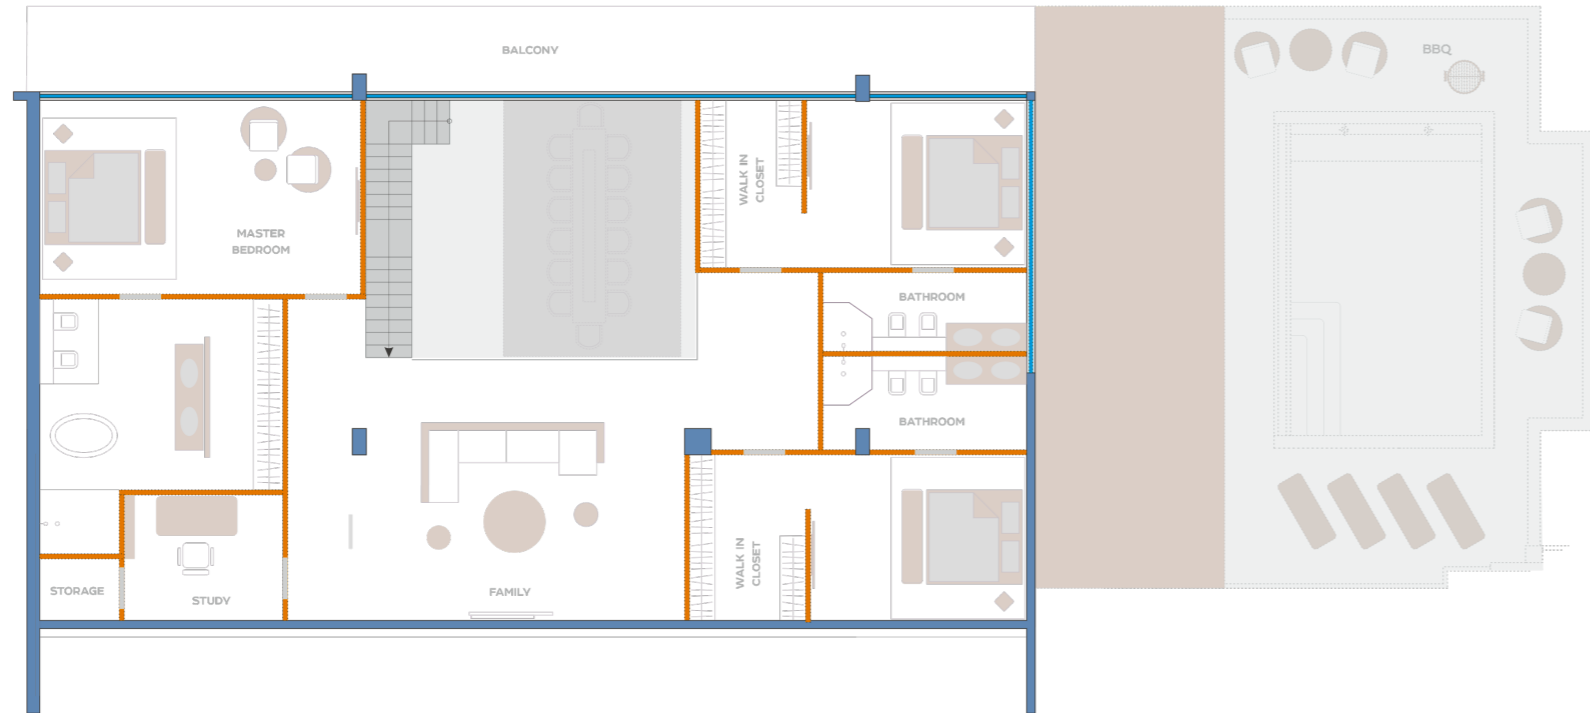 BALCONY
BBQ
WALK IN
CLOSET
MASTER
BEDROOM
BATHROOM
BATHROOM
WALK IN
CLOSET
STORAGE
STUDY
FAMILY